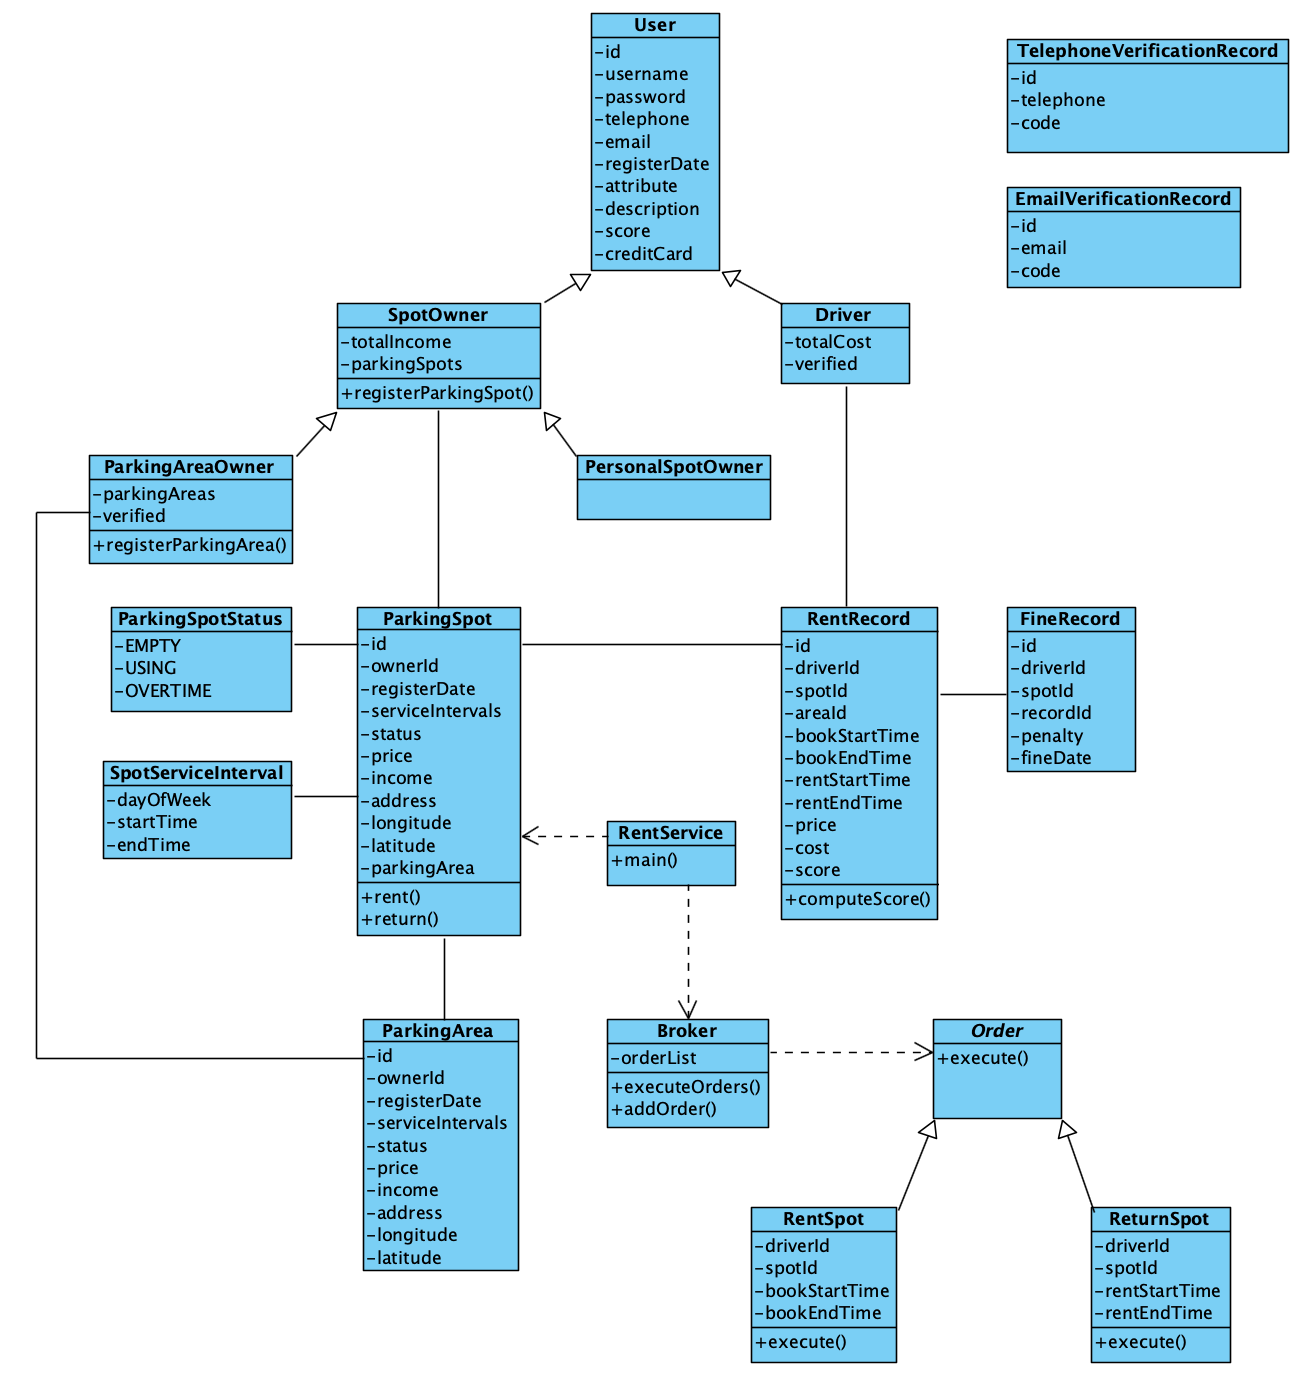 User
-id
-username
-password
-telephone
-email
-registerDate
-attribute
-description
-score
-creditCard
TelephoneVerificationRecord
-id
-telephone
-code
EmailVerificationRecord
-id
-email
-code
SpotOwner
-totalIncome
-parkingSpots
+registerParkingSpot()
Driver
-totalCost
-verified
ParkingAreaOwner
-parkingAreas
-verified
+registerParkingArea()
PersonalSpotOwner
ParkingSpotStatus
-EMPTY
-USING
-OVERTIME
ParkingSpot
-id
-ownerId
-registerDate
-serviceIntervals
-status
-price
-income
-address
-longitude
-latitude
-parkingArea
+rent()
+return()
RentRecord
-id
-driverId
-spotId
-areaId
-bookStartTime
-bookEndTime
-rentStartTime
-rentEndTime
-price
-cost
-score
+computeScore()
FineRecord
-id
-driverId
-spotId
-recordId
-penalty
-fineDate
SpotServiceInterval
-dayOfWeek
-startTime
-endTime
RentService
+main()
ParkingArea
-id
-ownerId
-registerDate
-serviceIntervals
-status
-price
-income
-address
-longitude
-latitude
Broker
-orderList
+executeOrders()
+addOrder()
Order
+execute()
RentSpot
-driverId
-spotId
-bookStartTime
-bookEndTime
+execute()
ReturnSpot
-driverId
-spotId
-rentStartTime
-rentEndTime
+execute()